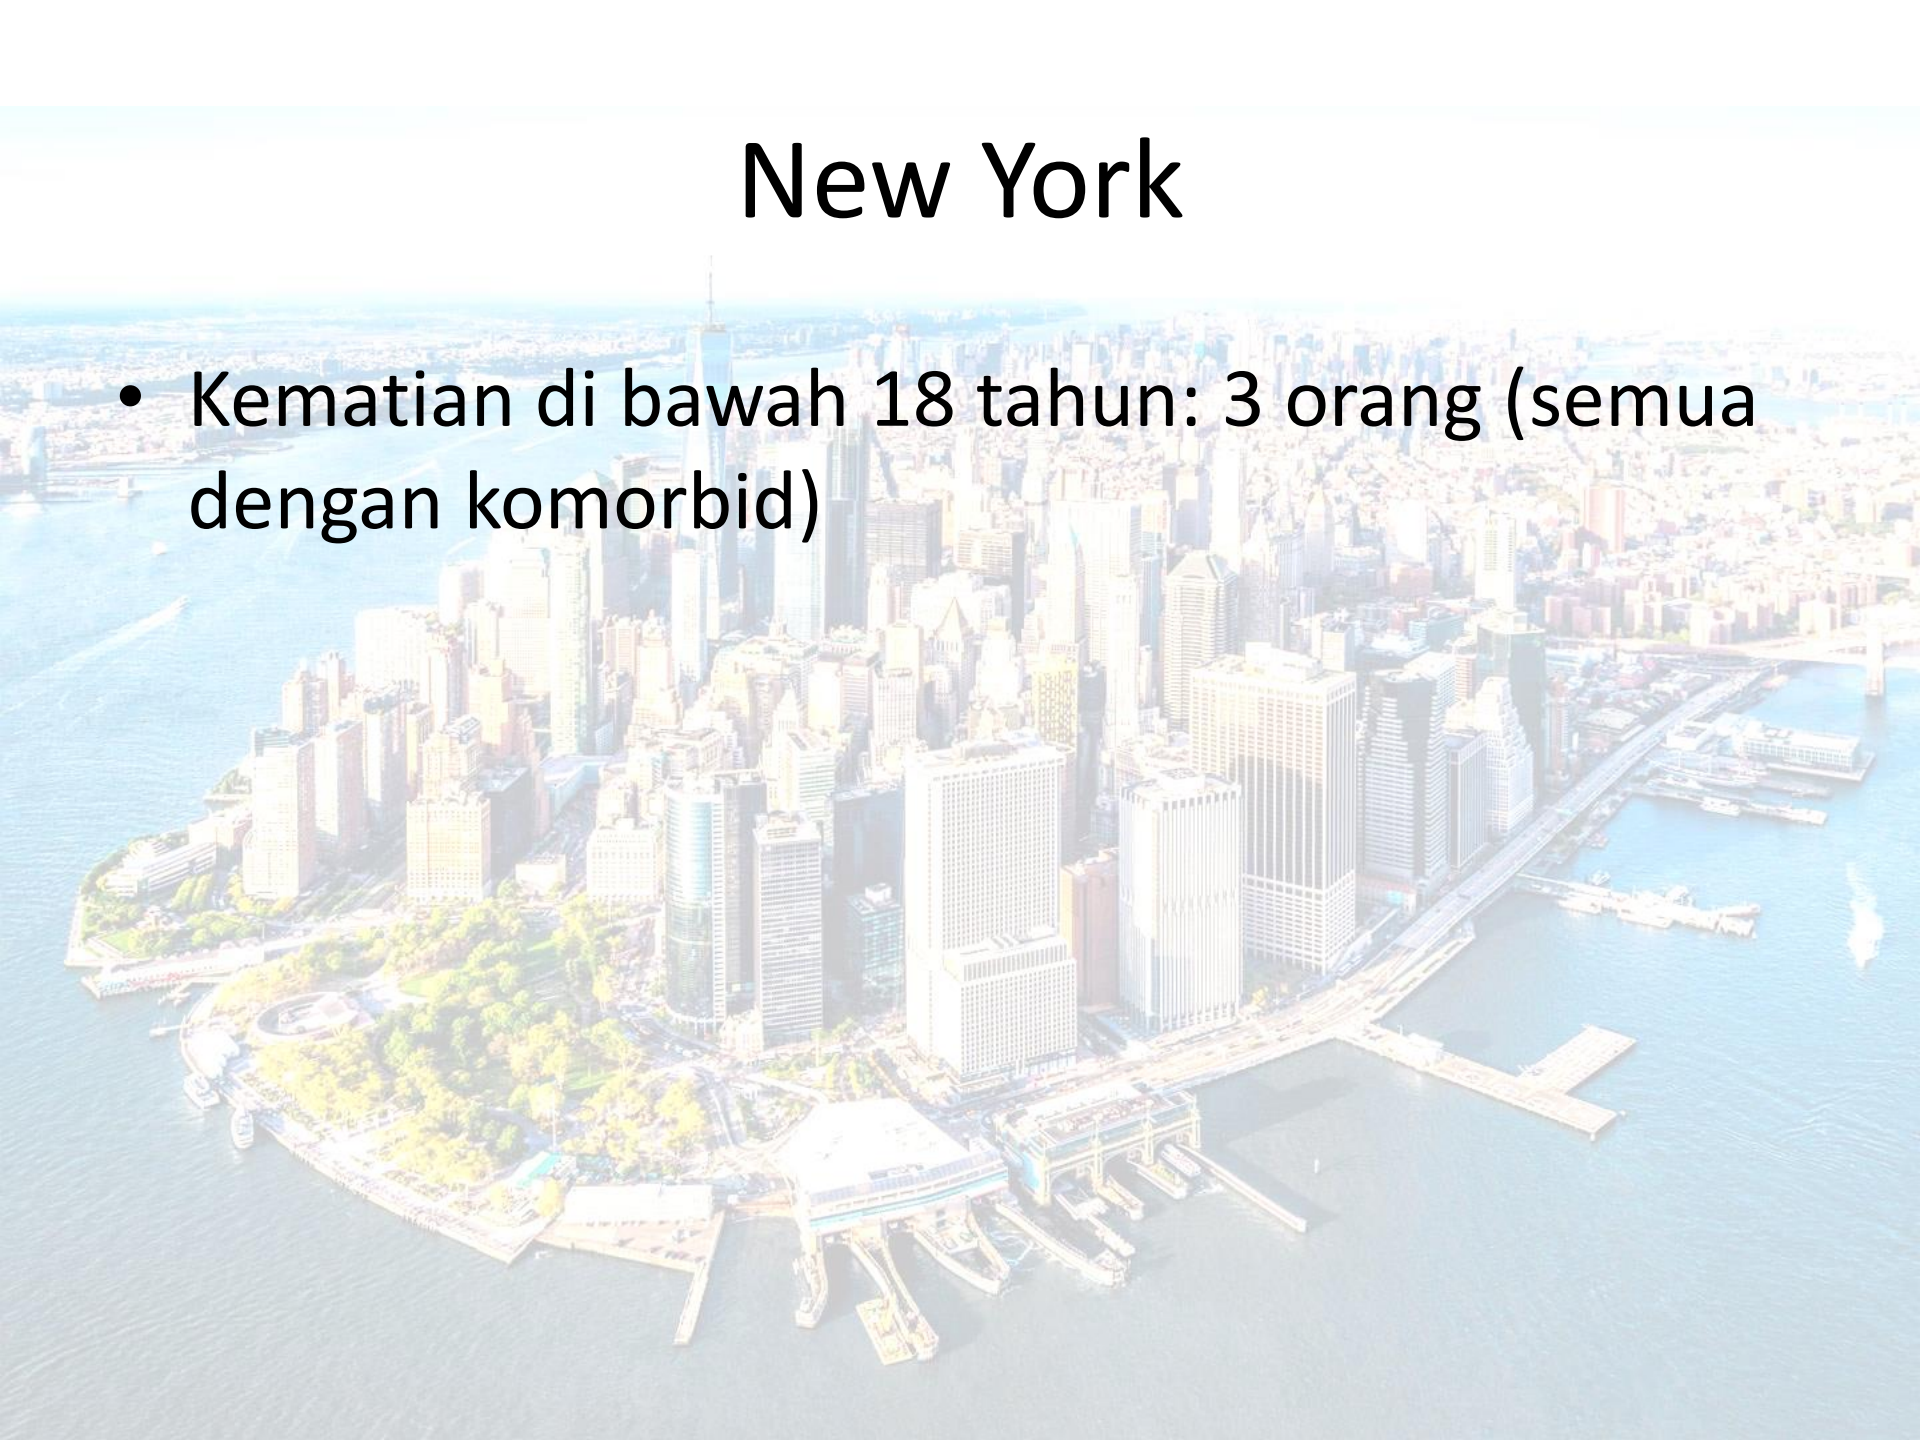 New York
• Kematian di bawah 18 tahun: 3 orang (semua
dengan komorbid)